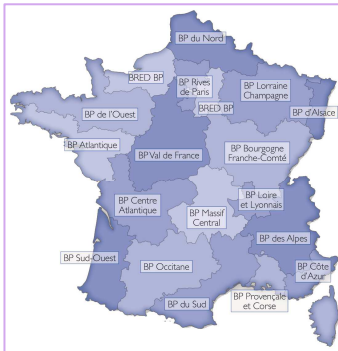 BP du Nord
BRED BP
BP Rives
de Paris
BP Lorraine
Champagne
BP de l'Ouest
BRED BP
BP d'Alsace
BP Atlantique
BP Val de France
BP Bourgogne
Franche-Comté
BP Centre
Atlantique
BP Loire
et Lyonnais
BP Massif
Central
BP des Alpes
BP Sud-Ouest
BP Occitane
BP Côte
d'Azur
BP du Sud
BP Provençale
et Corse